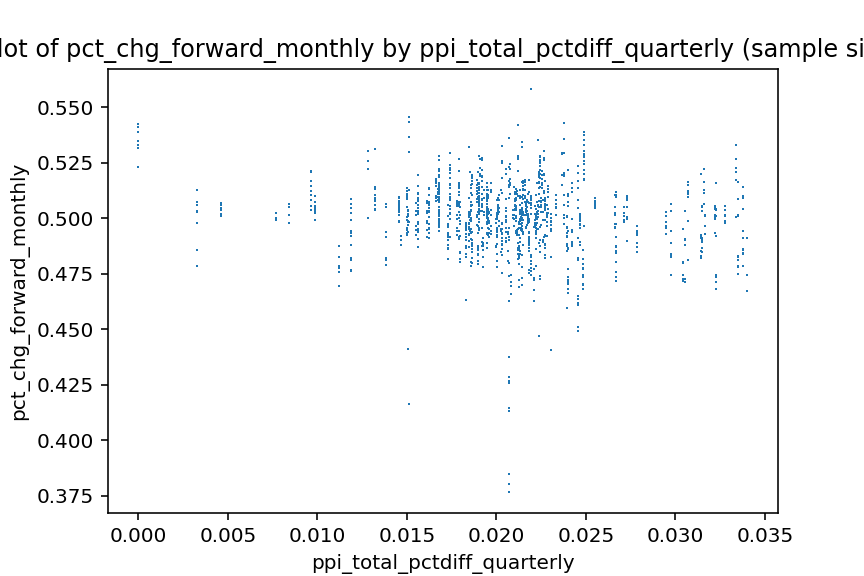 lot of pct_chg_forward_monthly by ppi_total_pctdiff_quarterly (sample si
0.550
0.525
0.500
0.475
0.450
0.425
0.400
0.375
pct_chg_forward_monthly
0.000 0.005 0.010 0.015 0.020 0.025 0.030 0.035
ppi_total_pctdiff_quarterly